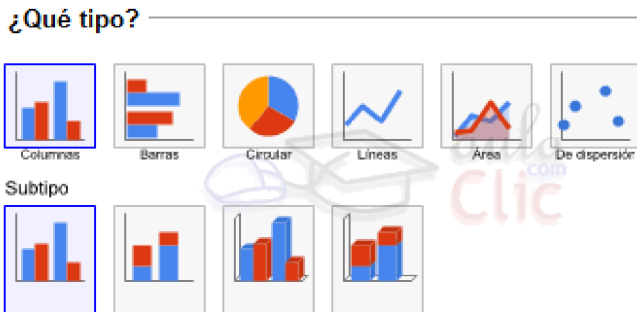 ¿Qué tipo?
Columnas Barras Circular Líneas Área De dispersión
Subtipo
aula
.com
Clic